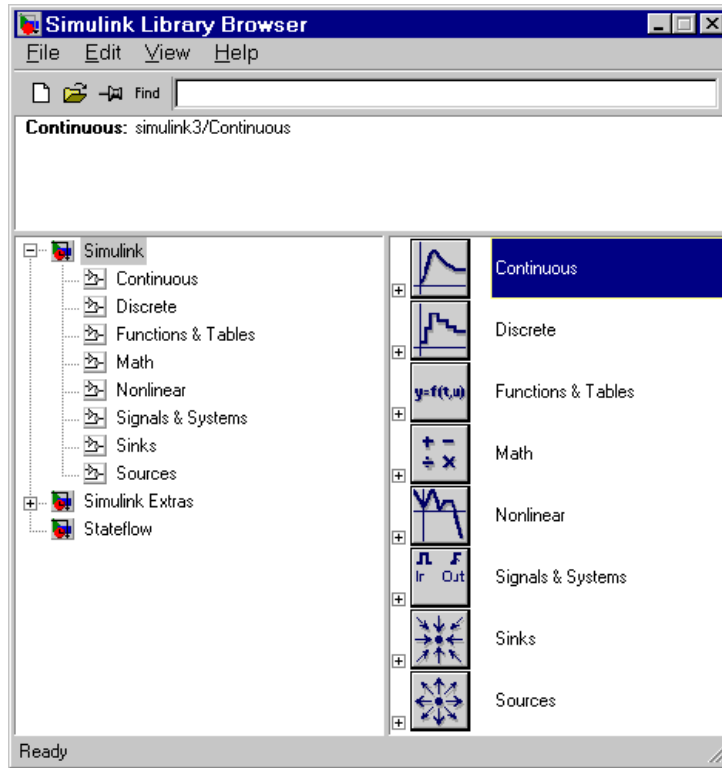 Simulink Library Browser
File Edit View Help
Find
Continuous: simulink3/Continuous
Simulink
Continuous
Discrete
Functions & Tables
Math
Nonlinear
Signals & Systems
Sinks
Sources
Simulink Extras
Stateflow
Continuous
Discrete
y=f(t,u) Functions & Tables
+ − ÷ × Math
Nonlinear
In Out Signals & Systems
Sinks
Sources
Ready